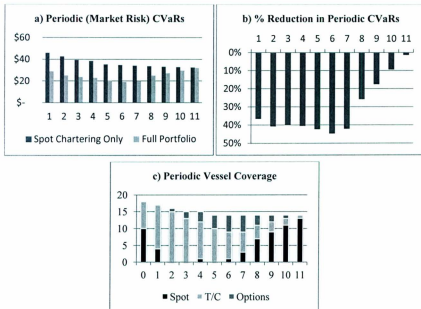 a) Periodic (Market Risk) CVaRs
$60
$40
$20
$-
1 2 3 4 5 6 7 8 9 10 11
Spot Chartering Only Full Portfolio
b) % Reduction in Periodic CVaRs
1 2 3 4 5 6 7 8 9 10 11
0%
10%
20%
30%
40%
50%
c) Periodic Vessel Coverage
20
15
10
5
0
0 1 2 3 4 5 6 7 8 9 10 11
Spot T/C Options